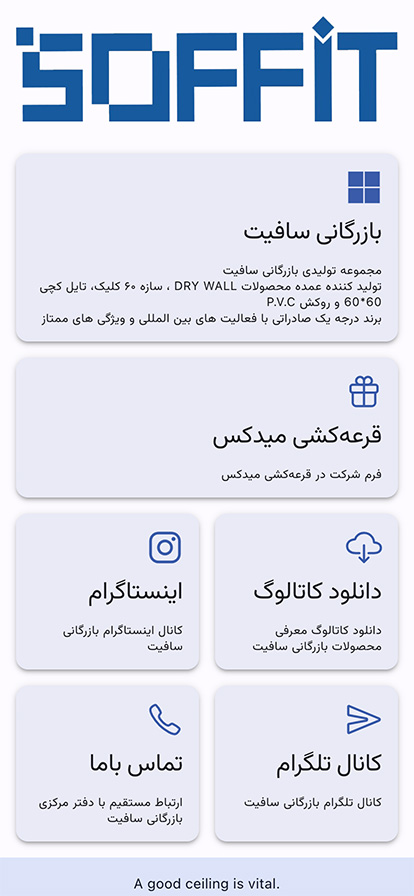 SOFFIT
بازرگانی سافیت
مجموعه تولیدی بازرگانی سافیت
تولید کننده عمده محصولات DRY WALL ، سازه ۶۰ کلیک، تایل کچی
60*60 و روکش P.V.C
برند درجه یک صادراتی با فعالیت های بین المللی و ویژگی های ممتاز
قرعه‌کشی میدکس
فرم شرکت در قرعه‌کشی میدکس
دانلود کاتالوگ
دانلود کاتالوگ معرفی
محصولات بازرگانی سافیت
اینستاگرام
کانال اینستاگرام بازرگانی
سافیت
کانال تلگرام
کانال تلگرام بازرگانی سافیت
تماس باما
ارتباط مستقیم با دفتر مرکزی
بازرگانی سافیت
A good ceiling is vital.